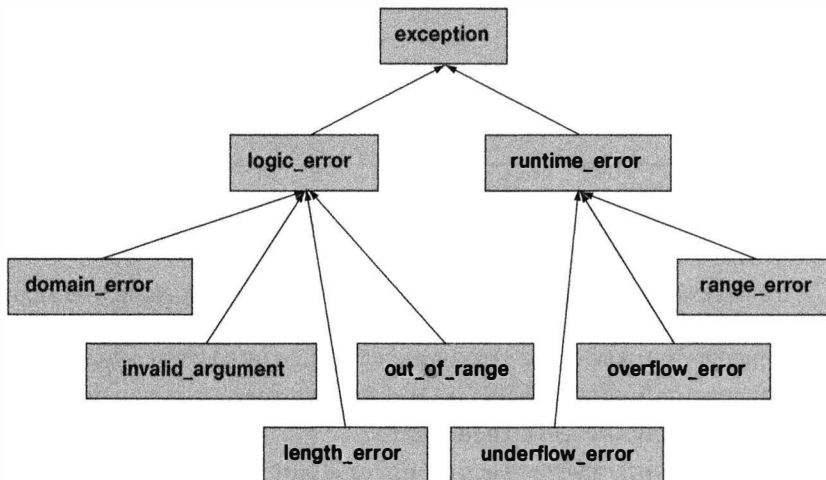 exception
logic_error
runtime_error
domain_error
range_error
invalid_argument
out_of_range
overflow_error
length_error
underflow_error